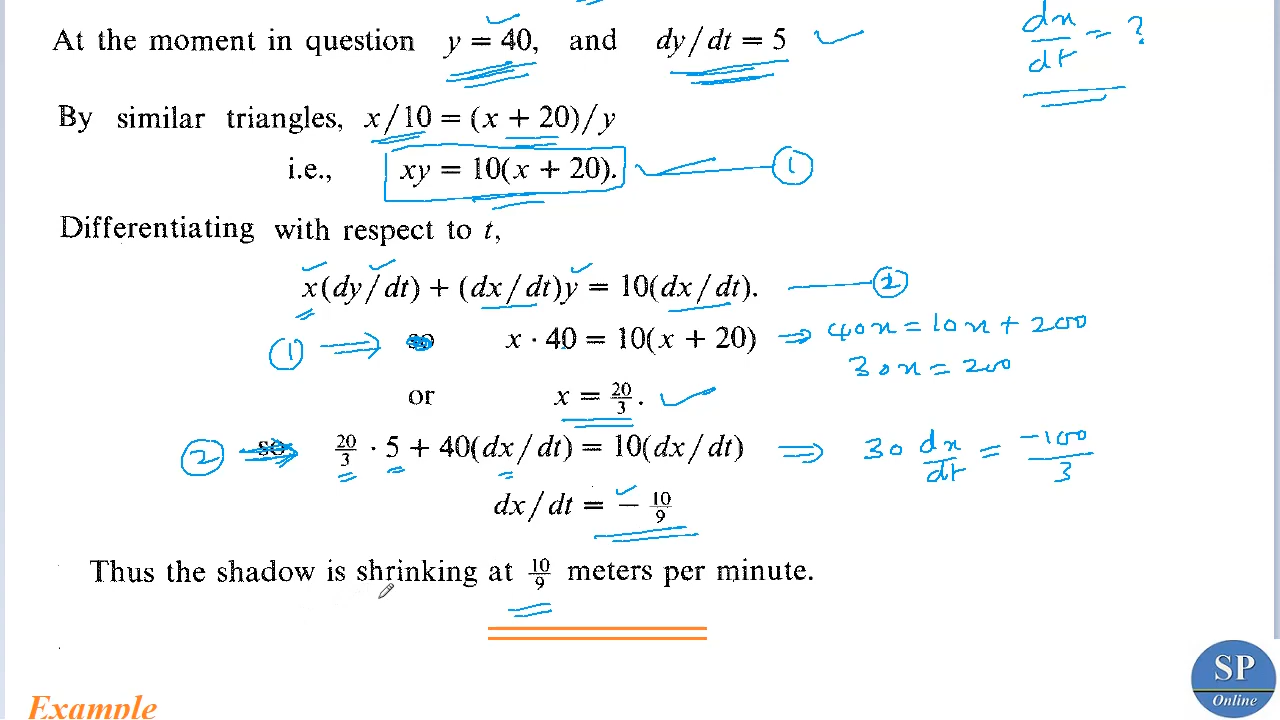 At the moment in question y = 40, and dy/dt = 5
dx/dt = ?
By similar triangles, x/10 = (x + 20)/y
i.e., xy = 10(x + 20). 1
Differentiating with respect to t,
x(dy/dt) + (dx/dt)y = 10(dx/dt). 2
1 ⇒ so x · 40 = 10(x + 20) ⇒ 40x = 10x + 200
30x = 200
or x = 20/3.
2 ⇒ so 20/3 · 5 + 40(dx/dt) = 10(dx/dt) ⇒ 30 dx/dt = -100/3
dx/dt = − 10/9
Thus the shadow is shrinking at 10/9 meters per minute.
SP
Online
Example